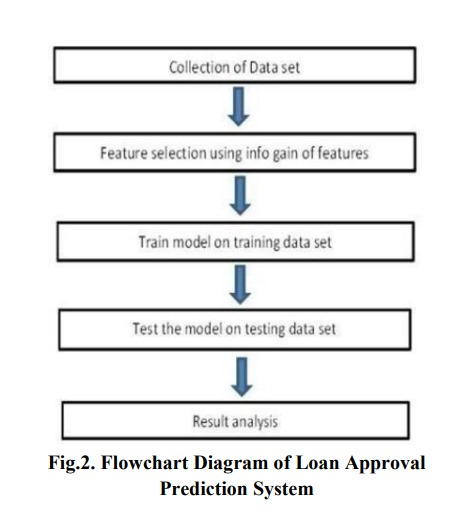 Collection of Data set
Feature selection using info gain of features
Train model on training data set
Test the model on testing data set
Result analysis
Fig.2. Flowchart Diagram of Loan Approval
Prediction System